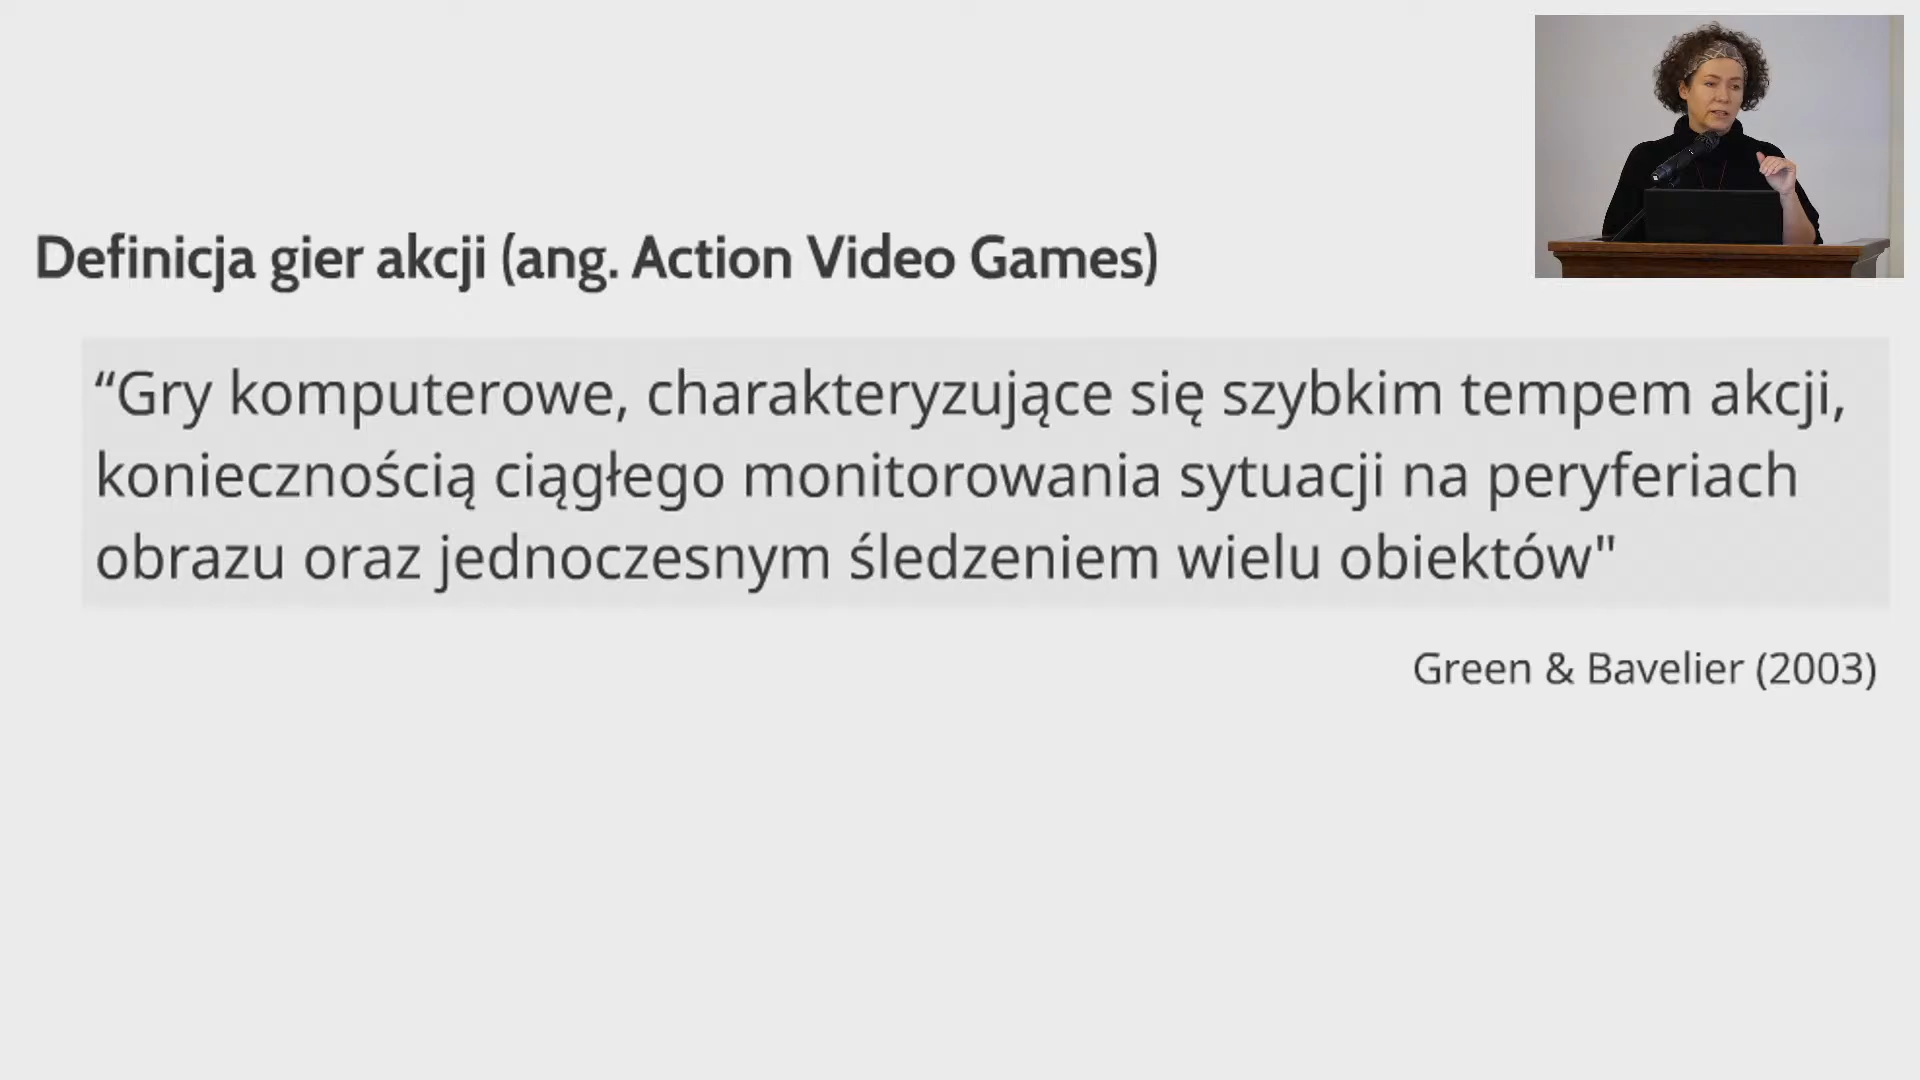 Definicja gier akcji (ang. Action Video Games)
“Gry komputerowe, charakteryzujące się szybkim tempem akcji,
koniecznością ciągłego monitorowania sytuacji na peryferiach
obrazu oraz jednoczesnym śledzeniem wielu obiektów"
Green & Bavelier (2003)